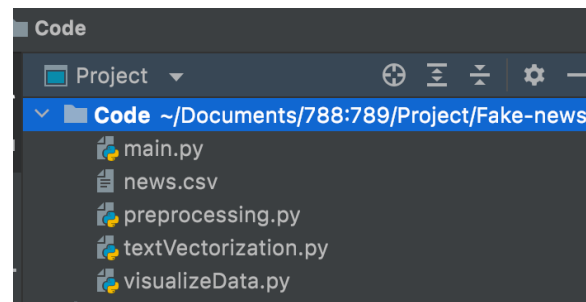 Code
Project
Code ~/Documents/788:789/Project/Fake-news
main.py
news.csv
preprocessing.py
textVectorization.py
visualizeData.py